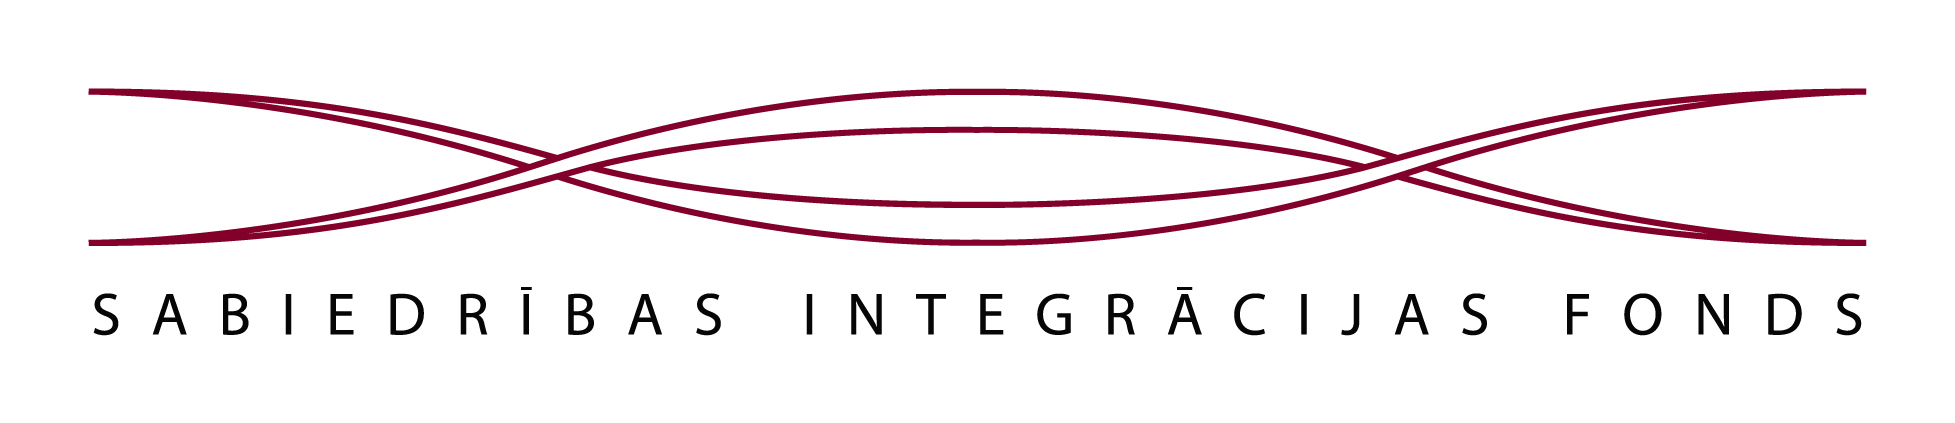 SABIEDRĪBAS INTEGRĀCIJAS FONDS